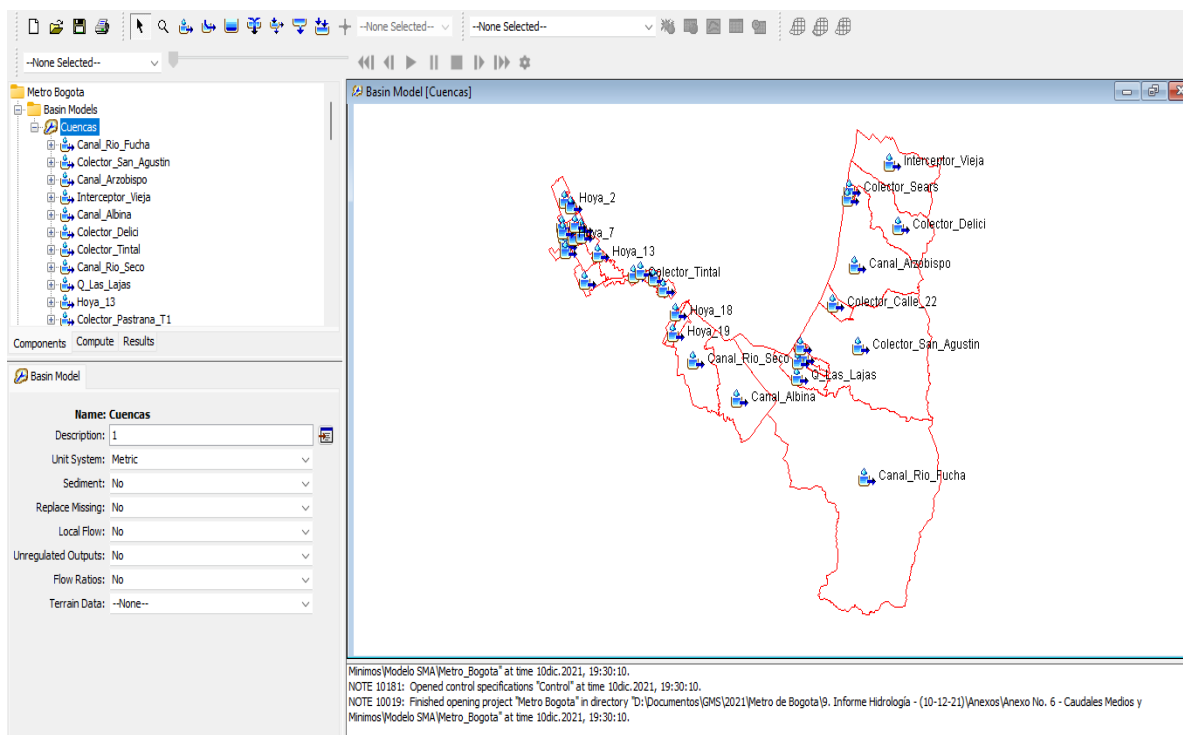 --None Selected--
--None Selected--
--None Selected--
Metro Bogota
Basin Models
Cuencas
Canal_Rio_Fucha
Colector_San_Agustin
Canal_Arzobispo
Interceptor_Vieja
Canal_Albina
Colector_Delici
Colector_Tintal
Canal_Rio_Seco
Q_Las_Lajas
Hoya_13
Colector_Pastrana_T1
Components Compute Results
Basin Model
Name: Cuencas
Description: 1
Unit System: Metric
Sediment: No
Replace Missing: No
Local Flow: No
Unregulated Outputs: No
Flow Ratios: No
Terrain Data: --None--
Basin Model [Cuencas]
Interceptor_Vieja
Colector_Sears
Hoya_2
Colector_Delici
Hoya_7
Hoya_13
Canal_Arzobispo
Colector_Tintal
Colector_Calle_22
Hoya_18
Hoya_19
Colector_San_Agustin
Canal_Rio_Seco
Q_Las_Lajas
Canal_Albina
Canal_Rio_Fucha
Minimos\Modelo SMA\Metro_Bogota" at time 10dic.2021, 19:30:10.
NOTE 10181: Opened control specifications "Control" at time 10dic.2021, 19:30:10.
NOTE 10019: Finished opening project "Metro Bogota" in directory "D:\Documentos\GMS\2021\Metro de Bogota\9. Informe Hidrología - (10-12-21)\Anexos\Anexo No. 6 - Caudales Medios y
Minimos\Modelo SMA\Metro_Bogota" at time 10dic.2021, 19:30:10.